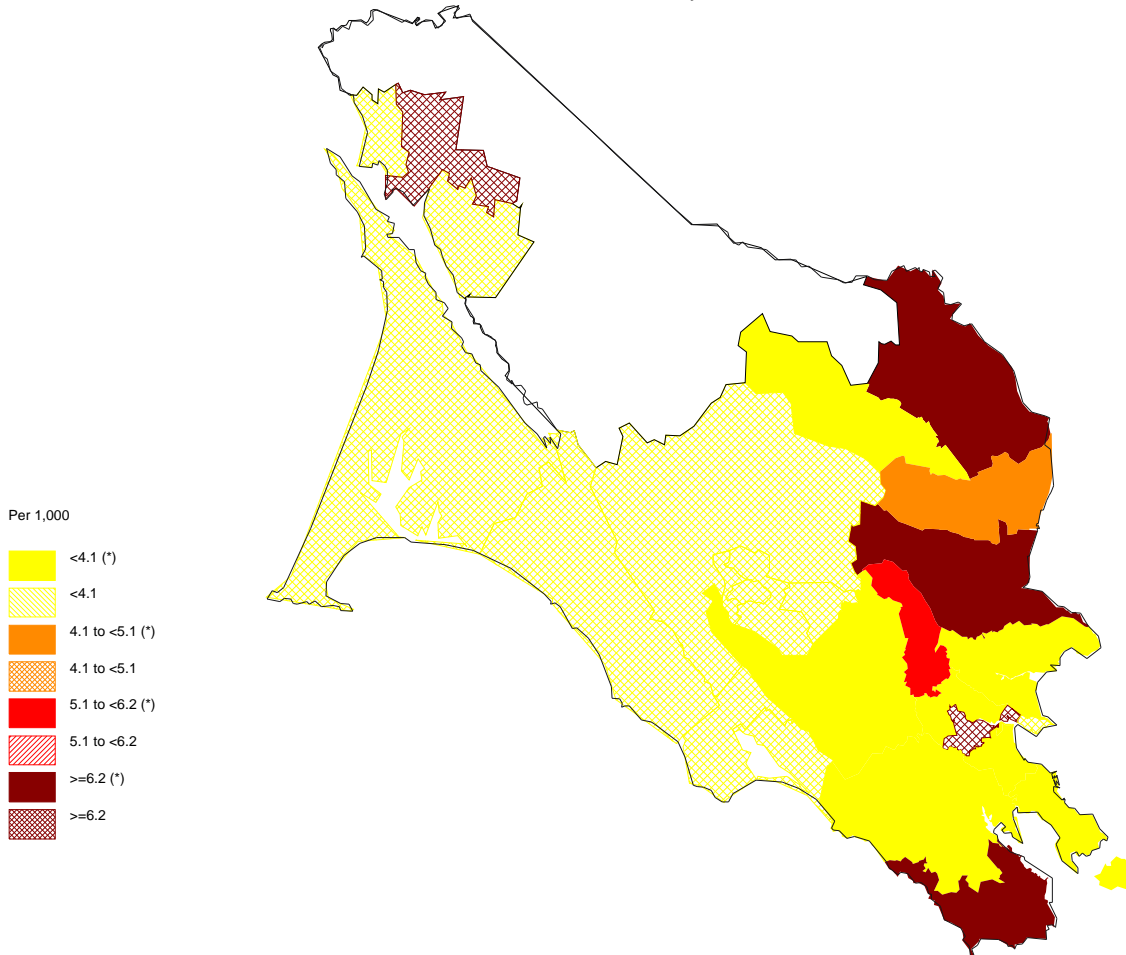 Per 1,000
<4.1 (*)
<4.1
4.1 to <5.1 (*)
4.1 to <5.1
5.1 to <6.2 (*)
5.1 to <6.2
>=6.2 (*)
>=6.2